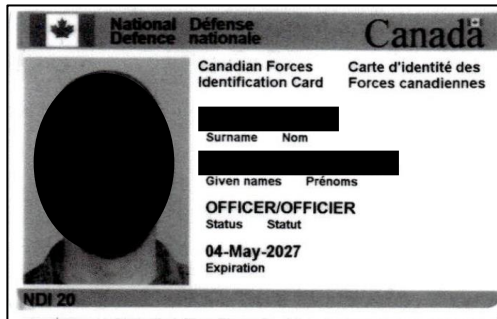 National Défense
Defence nationale
Canada
Canadian Forces
Identification Card
Carte d'identité des
Forces canadiennes
Surname Nom
Given names Prénoms
OFFICER/OFFICIER
Status Statut
04-May-2027
Expiration
NDI 20